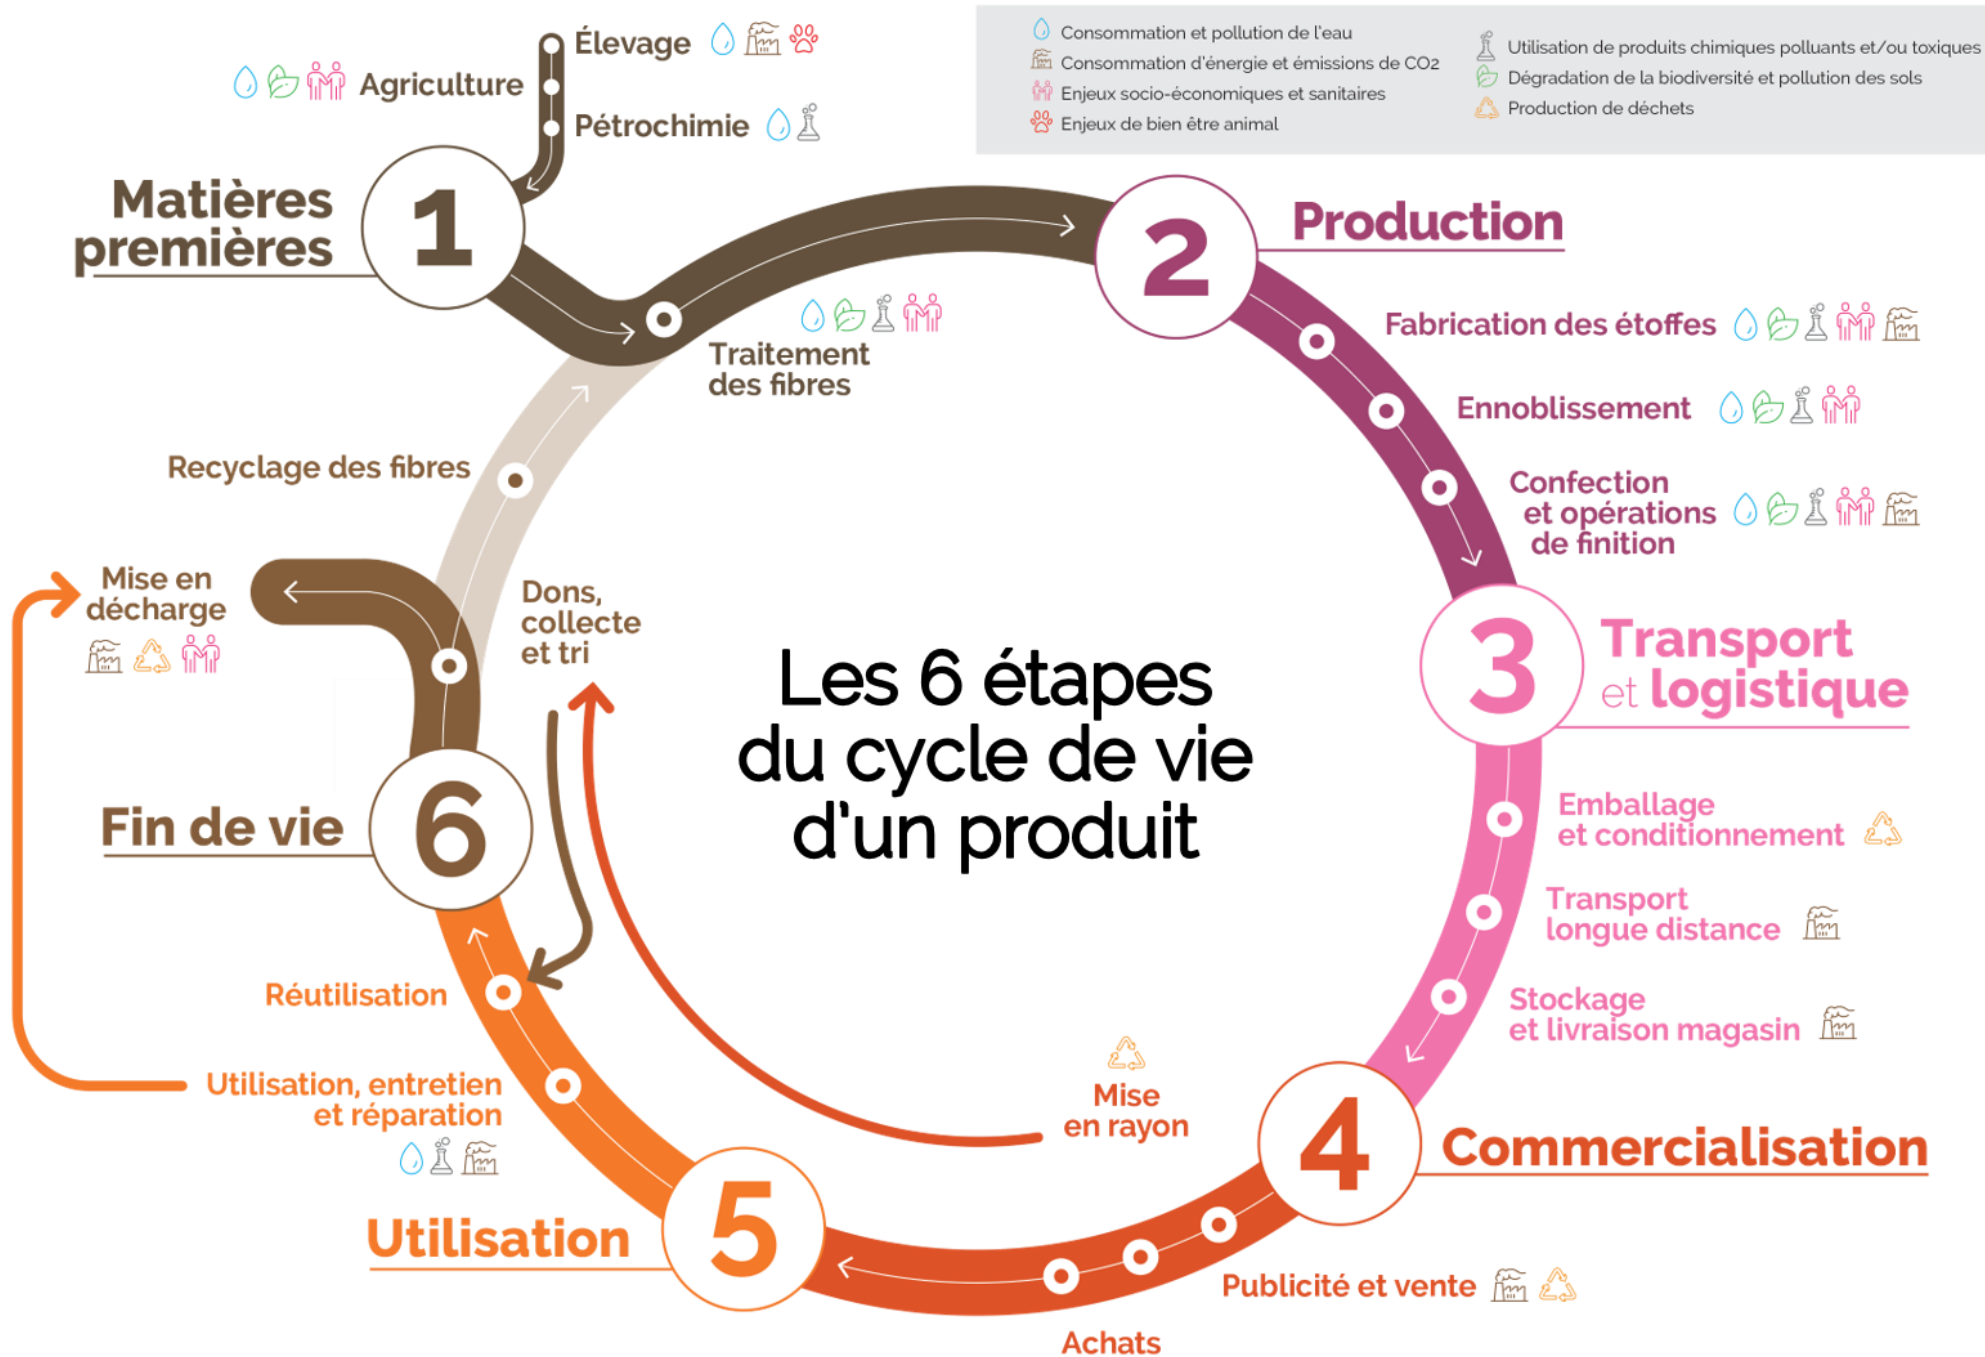 Élevage
Agriculture
Pétrochimie
Consommation et pollution de l'eau
Consommation d'énergie et émissions de CO2
Enjeux socio-économiques et sanitaires
Enjeux de bien être animal
Utilisation de produits chimiques polluants et/ou toxiques
Dégradation de la biodiversité et pollution des sols
Production de déchets
Matières
premières
1
Traitement
des fibres
2
Production
Fabrication des étoffes
Ennoblissement
Confection
et opérations
de finition
3
Transport
et logistique
Emballage
et conditionnement
Transport
longue distance
Stockage
et livraison magasin
4
Commercialisation
Mise
en rayon
Publicité et vente
Achats
5
Utilisation
Utilisation, entretien
et réparation
Réutilisation
6
Fin de vie
Dons,
collecte
et tri
Mise en
décharge
Recyclage des fibres
Les 6 étapes
du cycle de vie
d'un produit